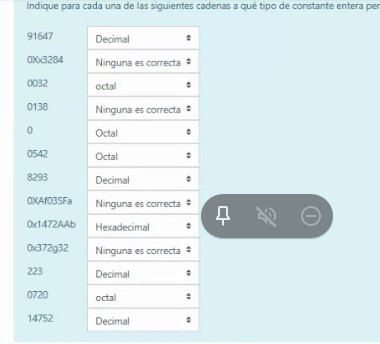 Indique para cada una de las siguientes cadenas a qué tipo de constante entera per
91647 Decimal
0Xx3284 Ninguna es correcta
0032 octal
0138 Ninguna es correcta
0 Octal
0542 Octal
8293 Decimal
0XAf03SFa Ninguna es correcta
0x1472AAb Hexadecimal
0x372g32 Ninguna es correcta
223 Decimal
0720 octal
14752 Decimal